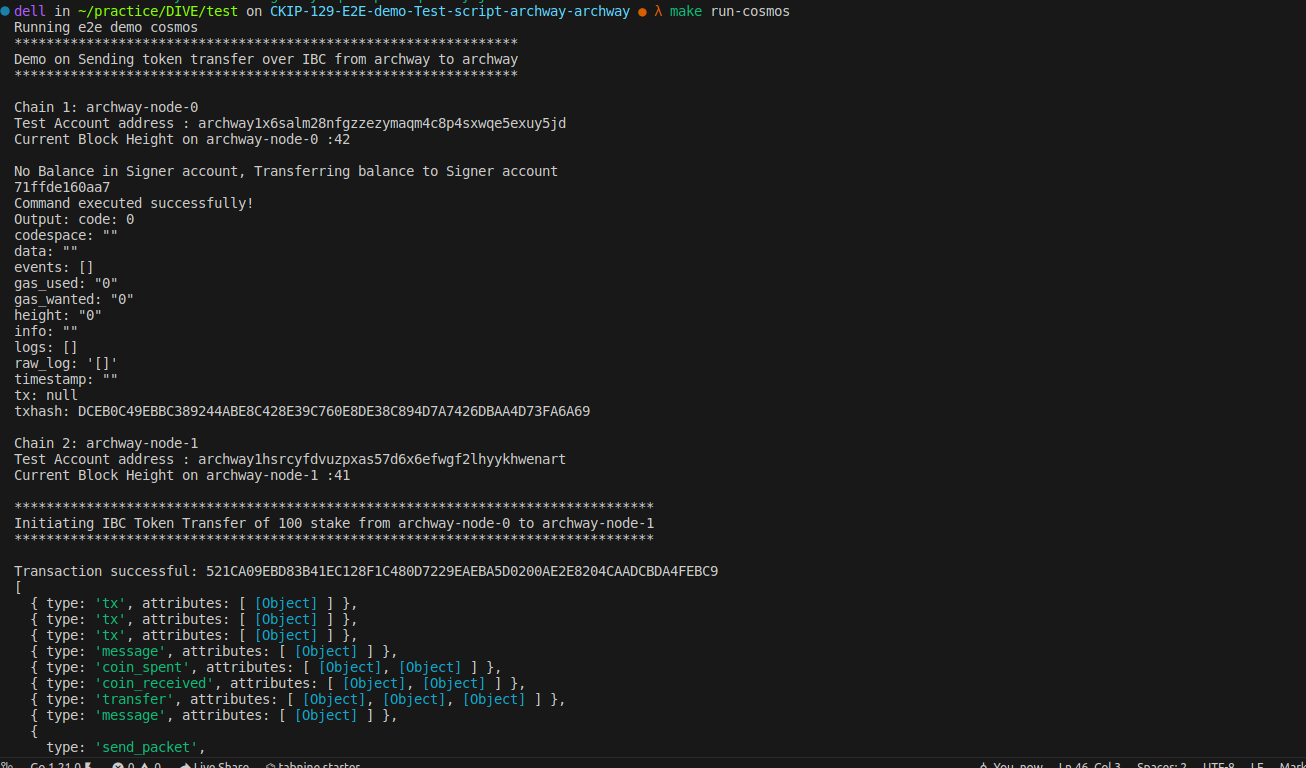 dell in ~/practice/DIVE/test on CKIP-129-E2E-demo-Test-script-archway-archway ● λ make run-cosmos
Running e2e demo cosmos
***************************************************************
Demo on Sending token transfer over IBC from archway to archway
***************************************************************
Chain 1: archway-node-0
Test Account address : archway1x6salm28nfgzzezymaqm4c8p4sxwqe5exuy5jd
Current Block Height on archway-node-0 :42
No Balance in Signer account, Transferring balance to Signer account
71ffde160aa7
Command executed successfully!
Output: code: 0
codespace: ""
data: ""
events: []
gas_used: "0"
gas_wanted: "0"
height: "0"
info: ""
logs: []
raw_log: '[]'
timestamp: ""
tx: null
txhash: DCEB0C49EBBC389244ABE8C428E39C760E8DE38C894D7A7426DBAA4D73FA6A69
Chain 2: archway-node-1
Test Account address : archway1hsrcyfdvuzpxas57d6x6efwgf2lhyykhwenart
Current Block Height on archway-node-1 :41
********************************************************************************
Initiating IBC Token Transfer of 100 stake from archway-node-0 to archway-node-1
********************************************************************************
Transaction successful: 521CA09EBD83B41EC128F1C480D7229EAEBA5D0200AE2E8204CAADCBDA4FEBC9
[
{ type: 'tx', attributes: [ [Object] ] },
{ type: 'tx', attributes: [ [Object] ] },
{ type: 'tx', attributes: [ [Object] ] },
{ type: 'message', attributes: [ [Object] ] },
{ type: 'coin_spent', attributes: [ [Object], [Object] ] },
{ type: 'coin_received', attributes: [ [Object], [Object] ] },
{ type: 'transfer', attributes: [ [Object], [Object], [Object] ] },
{ type: 'message', attributes: [ [Object] ] },
{
type: 'send_packet',
Go 1.21.0 0 0 Live Share tabnine starter You, now Ln 46, Col 3 Spaces: 2 UTF-8 LF Mark